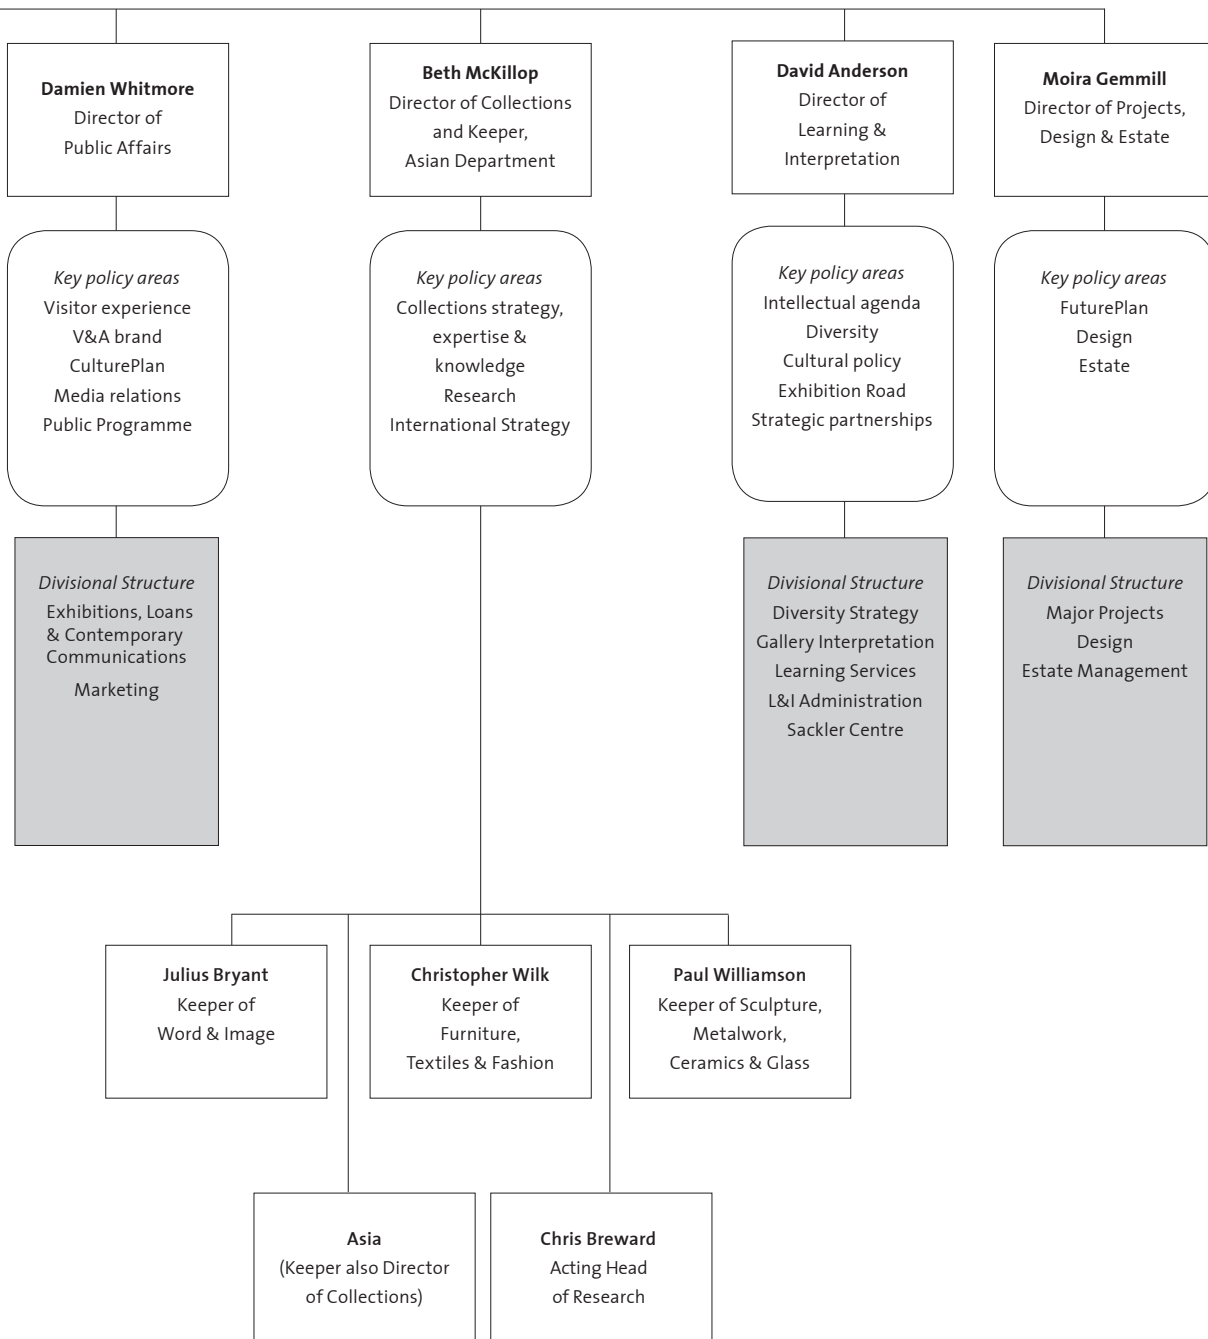 Damien Whitmore
Director of
Public Affairs
Beth McKillop
Director of Collections
and Keeper,
Asian Department
David Anderson
Director of
Learning &
Interpretation
Moira Gemmill
Director of Projects,
Design & Estate
Key policy areas
Visitor experience
V&A brand
CulturePlan
Media relations
Public Programme
Key policy areas
Collections strategy,
expertise &
knowledge
Research
International Strategy
Key policy areas
Intellectual agenda
Diversity
Cultural policy
Exhibition Road
Strategic partnerships
Key policy areas
FuturePlan
Design
Estate
Divisional Structure
Exhibitions, Loans
& Contemporary
Communications
Marketing
Divisional Structure
Diversity Strategy
Gallery Interpretation
Learning Services
L&I Administration
Sackler Centre
Divisional Structure
Major Projects
Design
Estate Management
Julius Bryant
Keeper of
Word & Image
Christopher Wilk
Keeper of
Furniture,
Textiles & Fashion
Paul Williamson
Keeper of Sculpture,
Metalwork,
Ceramics & Glass
Asia
(Keeper also Director
of Collections)
Chris Breward
Acting Head
of Research